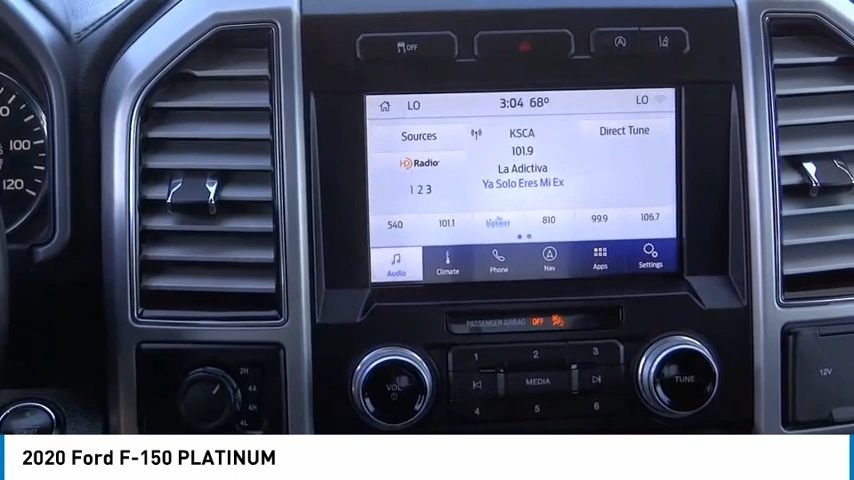 OFF
LO 3:04 68° LO
Sources KSCA Direct Tune
101.9
HD Radio
La Adictiva
1 2 3 Ya Solo Eres Mi Ex
540 101.1 the highway 810 99.9 106.7
Audio Climate Phone Nav Apps Settings
100
120
PASSENGER AIRBAG OFF
1 2 3
VOL MEDIA TUNE
4 5 6
2H
4A
4H
4L
12V
2020 Ford F-150 PLATINUM